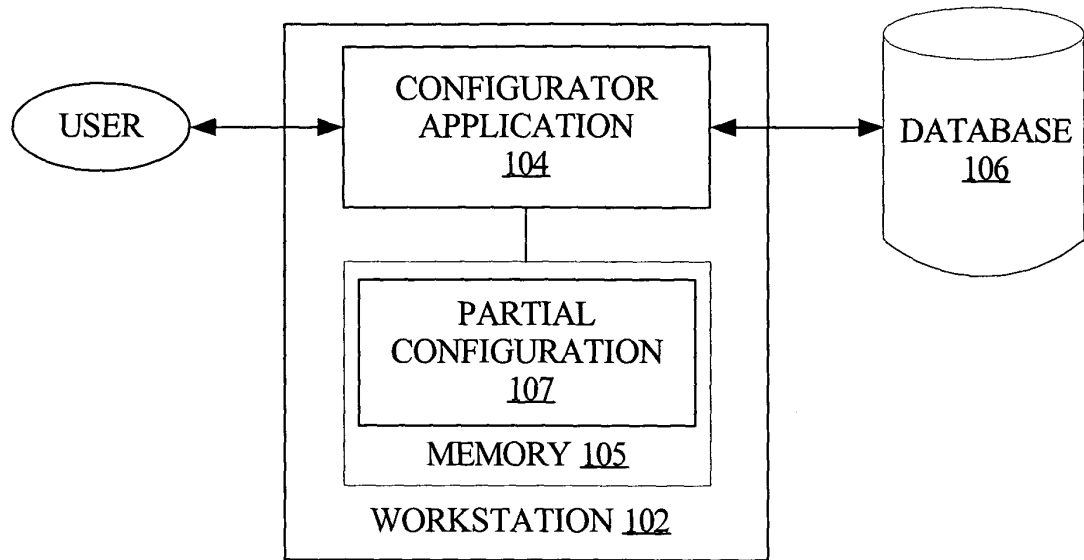 USER
CONFIGURATOR
APPLICATION
104
DATABASE
106
PARTIAL
CONFIGURATION
107
MEMORY 105
WORKSTATION 102